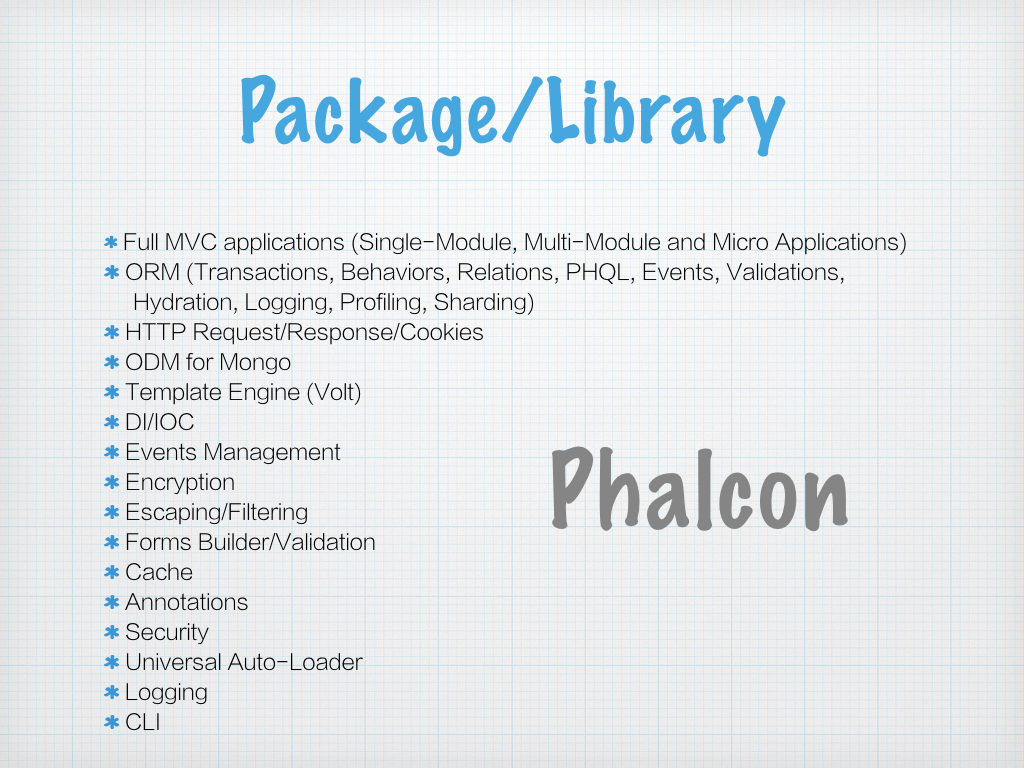 Package/Library
✱ Full MVC applications (Single-Module, Multi-Module and Micro Applications)
✱ ORM (Transactions, Behaviors, Relations, PHQL, Events, Validations,
Hydration, Logging, Profiling, Sharding)
✱ HTTP Request/Response/Cookies
✱ ODM for Mongo
✱ Template Engine (Volt)
✱ DI/IOC
✱ Events Management
✱ Encryption
✱ Escaping/Filtering
✱ Forms Builder/Validation
✱ Cache
✱ Annotations
✱ Security
✱ Universal Auto-Loader
✱ Logging
✱ CLI
Phalcon